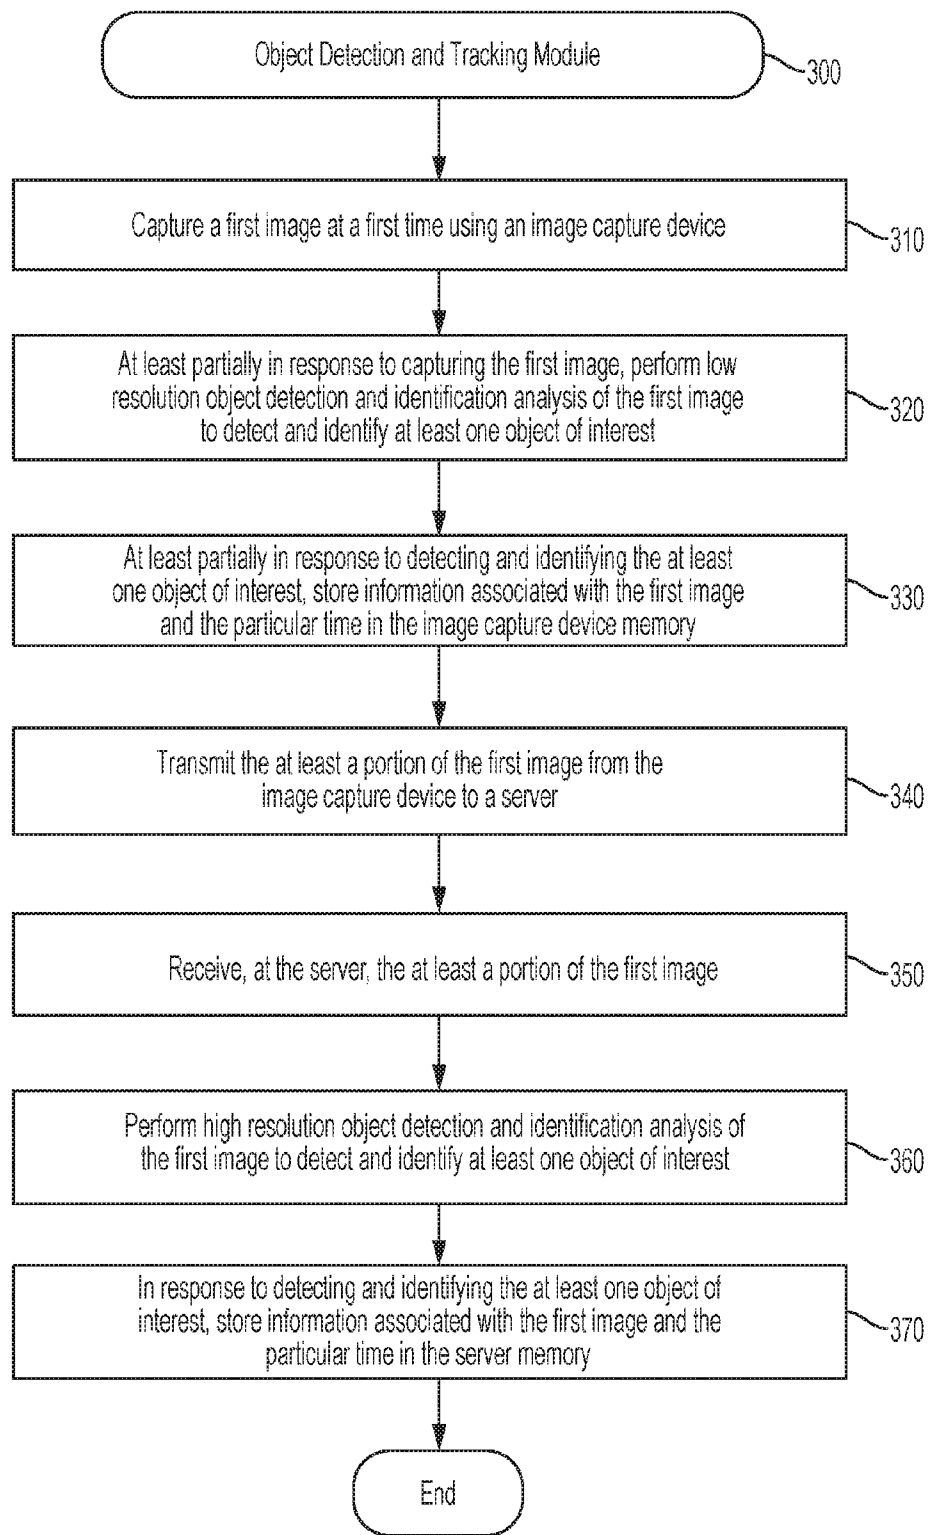 Object Detection and Tracking Module
300
Capture a first image at a first time using an image capture device
310
At least partially in response to capturing the first image, perform low
resolution object detection and identification analysis of the first image
to detect and identify at least one object of interest
320
At least partially in response to detecting and identifying the at least
one object of interest, store information associated with the first image
and the particular time in the image capture device memory
330
Transmit the at least a portion of the first image from the
image capture device to a server
340
Receive, at the server, the at least a portion of the first image
350
Perform high resolution object detection and identification analysis of
the first image to detect and identify at least one object of interest
360
In response to detecting and identifying the at least one object of
interest, store information associated with the first image and the
particular time in the server memory
370
End